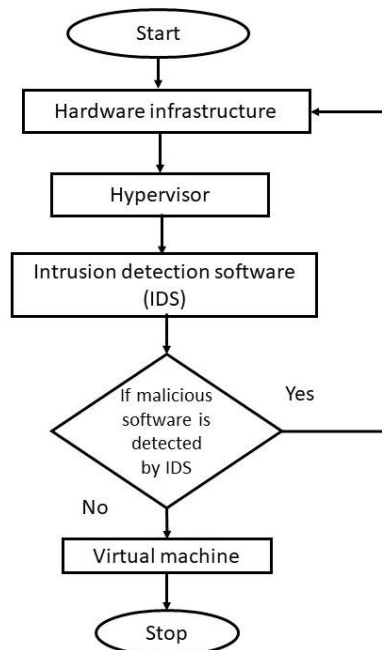 Start
Hardware infrastructure
Hypervisor
Intrusion detection software
(IDS)
If malicious
software is
detected
by IDS
Yes
No
Virtual machine
Stop